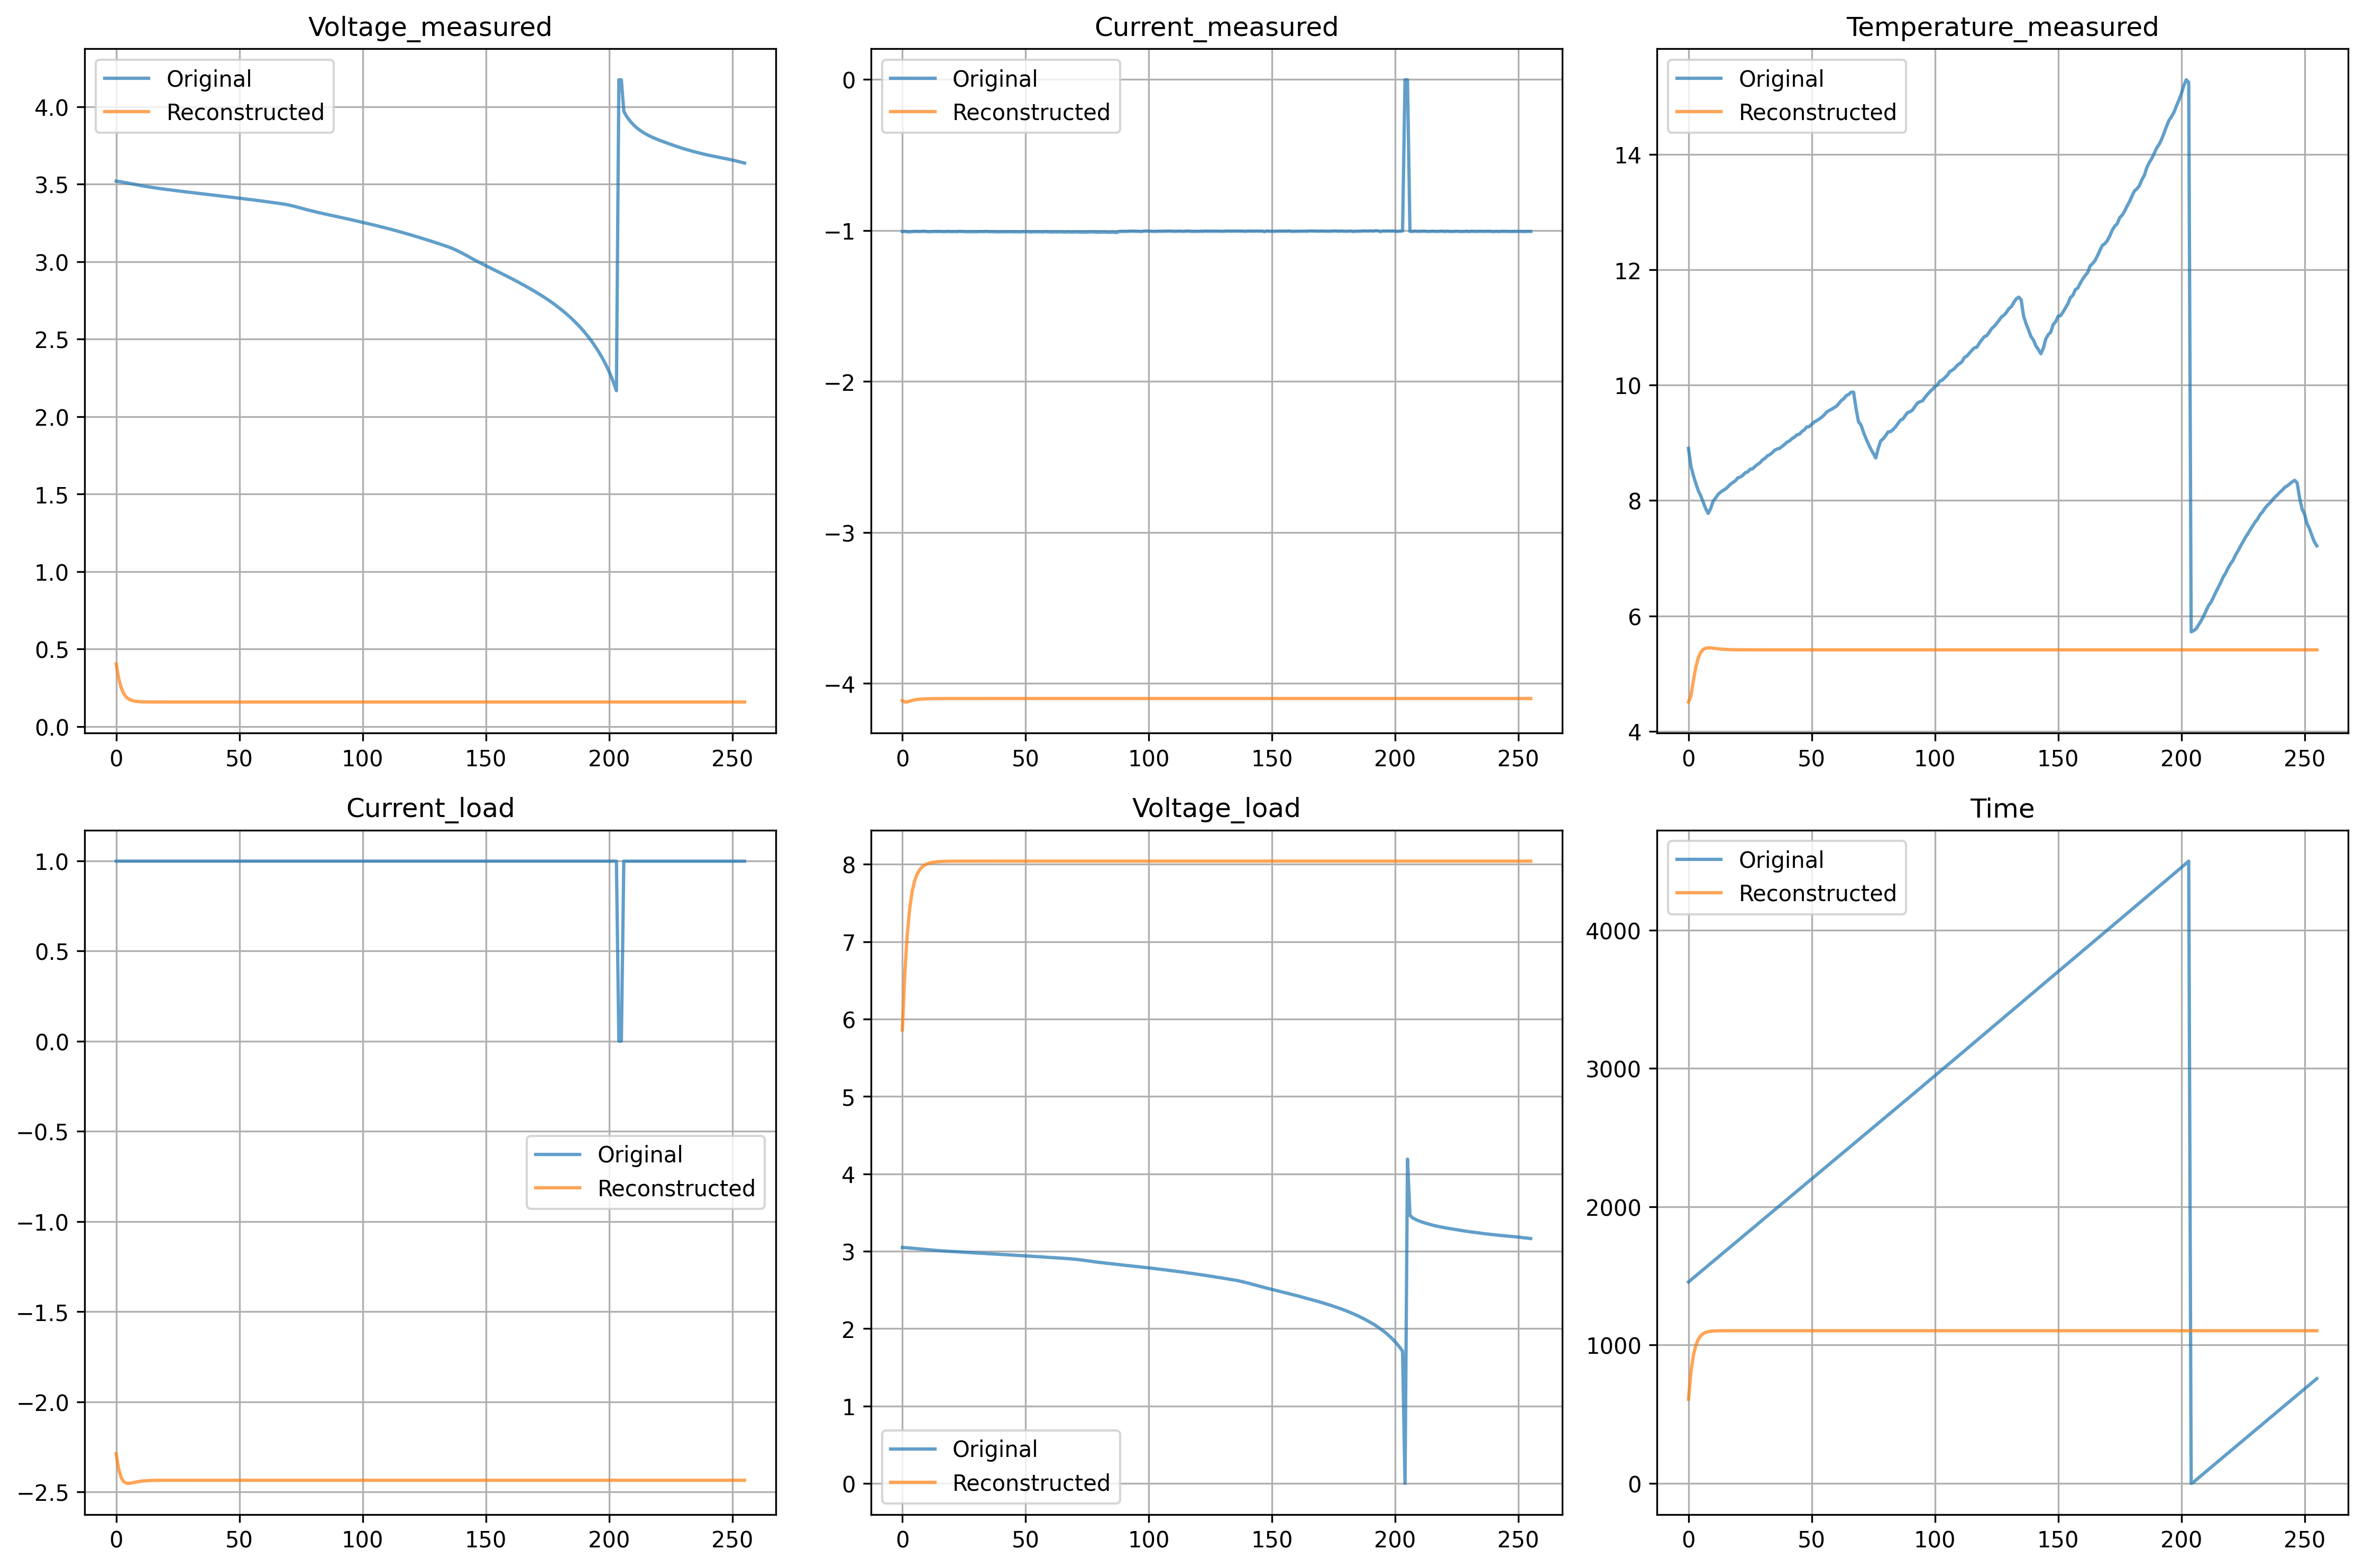 Voltage_measured
Original
Reconstructed
4.0
3.5
3.0
2.5
2.0
1.5
1.0
0.5
0.0
0 50 100 150 200 250
Current_measured
Original
Reconstructed
0
−1
−2
−3
−4
0 50 100 150 200 250
Temperature_measured
Original
Reconstructed
14
12
10
8
6
4
0 50 100 150 200 250
Current_load
1.0
0.5
0.0
−0.5
−1.0
−1.5
−2.0
−2.5
Original
Reconstructed
0 50 100 150 200 250
Voltage_load
8
7
6
5
4
3
2
1
0
Original
Reconstructed
0 50 100 150 200 250
Time
Original
Reconstructed
4000
3000
2000
1000
0
0 50 100 150 200 250